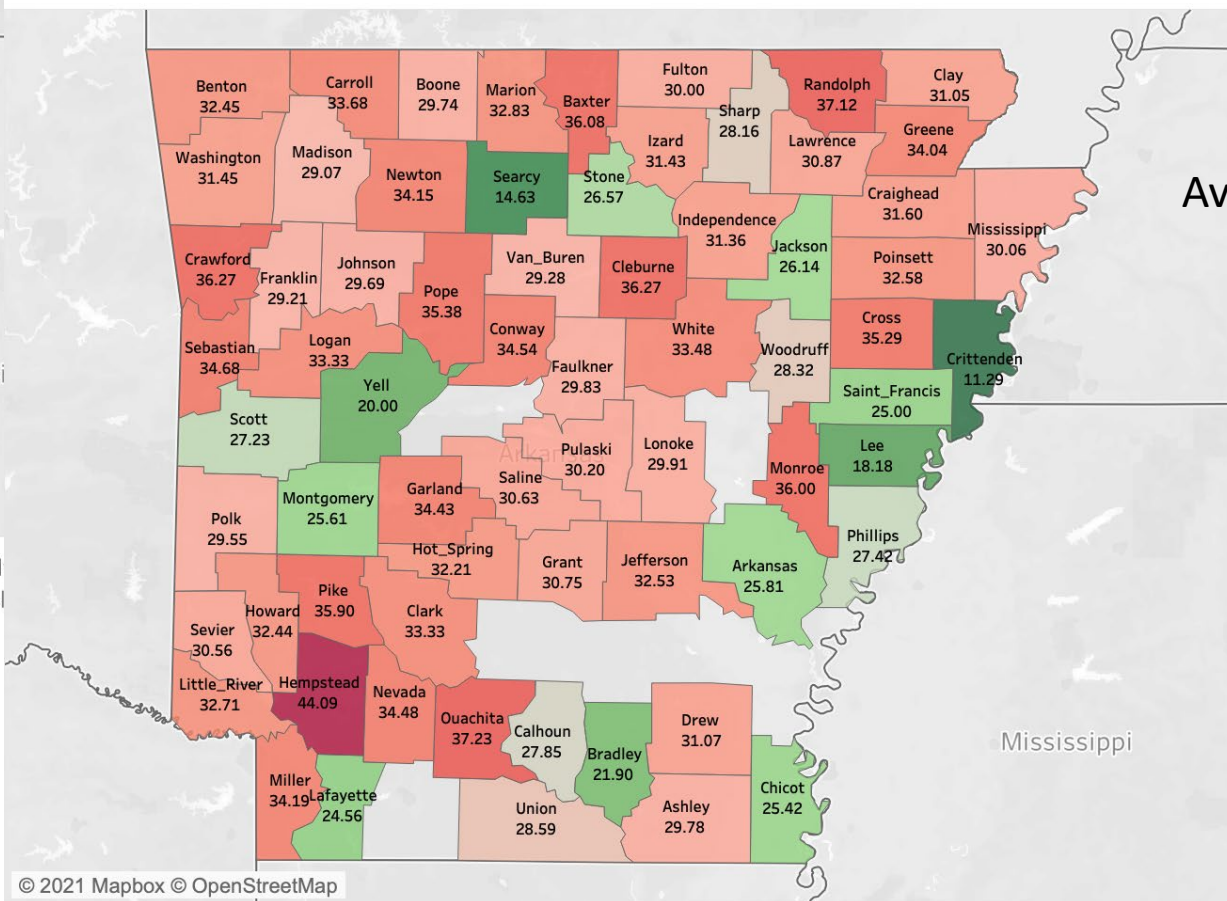 Benton
32.45
Carroll
33.68
Boone
29.74
Marion
32.83
Baxter
36.08
Fulton
30.00
Sharp
28.16
Randolph
37.12
Clay
31.05
Washington
31.45
Madison
29.07
Newton
34.15
Searcy
14.63
Stone
26.57
Izard
31.43
Lawrence
30.87
Greene
34.04
Av
Independence
31.36
Jackson
26.14
Craighead
31.60
Mississippi
30.06
Crawford
36.27
Franklin
29.21
Johnson
29.69
Pope
35.38
Van_Buren
29.28
Cleburne
36.27
Poinsett
32.58
Sebastian
34.68
Logan
33.33
Conway
34.54
White
33.48
Woodruff
28.32
Cross
35.29
Crittenden
11.29
Yell
20.00
Faulkner
29.83
Saint_Francis
25.00
Scott
27.23
Arkansas
Pulaski
30.20
Lonoke
29.91
Monroe
36.00
Lee
18.18
Montgomery
25.61
Garland
34.43
Saline
30.63
Polk
29.55
Hot_Spring
32.21
Grant
30.75
Jefferson
32.53
Arkansas
25.81
Phillips
27.42
Sevier
30.56
Howard
32.44
Pike
35.90
Clark
33.33
Little_River
32.71
Hempstead
44.09
Nevada
34.48
Ouachita
37.23
Calhoun
27.85
Bradley
21.90
Drew
31.07
Mississippi
Miller
34.19
Lafayette
24.56
Union
28.59
Ashley
29.78
Chicot
25.42
© 2021 Mapbox © OpenStreetMap